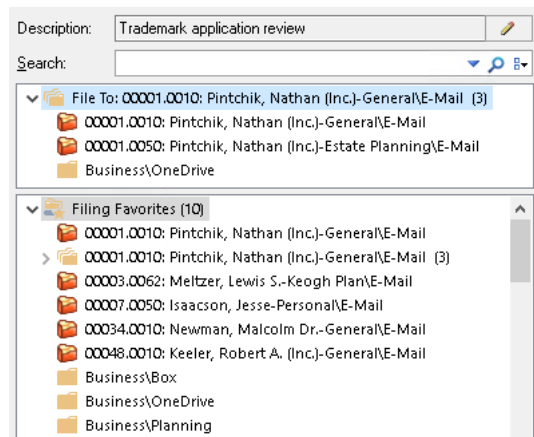 Description: Trademark application review
Search:
File To: 00001.0010: Pintchik, Nathan (Inc.)-General\E-Mail (3)
00001.0010: Pintchik, Nathan (Inc.)-General\E-Mail
00001.0050: Pintchik, Nathan (Inc.)-Estate Planning\E-Mail
Business\OneDrive
Filing Favorites (10)
00001.0010: Pintchik, Nathan (Inc.)-General\E-Mail
00001.0010: Pintchik, Nathan (Inc.)-General\E-Mail (3)
00003.0062: Meltzer, Lewis S.-Keogh Plan\E-Mail
00007.0050: Isaacson, Jesse-Personal\E-Mail
00034.0010: Newman, Malcolm Dr.-General\E-Mail
00048.0010: Keeler, Robert A. (Inc.)-General\E-Mail
Business\Box
Business\OneDrive
Business\Planning